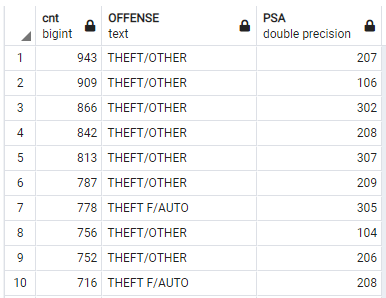 cnt OFFENSE PSA
bigint text double precision
1 943 THEFT/OTHER 207
2 909 THEFT/OTHER 106
3 866 THEFT/OTHER 302
4 842 THEFT/OTHER 208
5 813 THEFT/OTHER 307
6 787 THEFT/OTHER 209
7 778 THEFT F/AUTO 305
8 756 THEFT/OTHER 104
9 752 THEFT/OTHER 206
10 716 THEFT F/AUTO 208